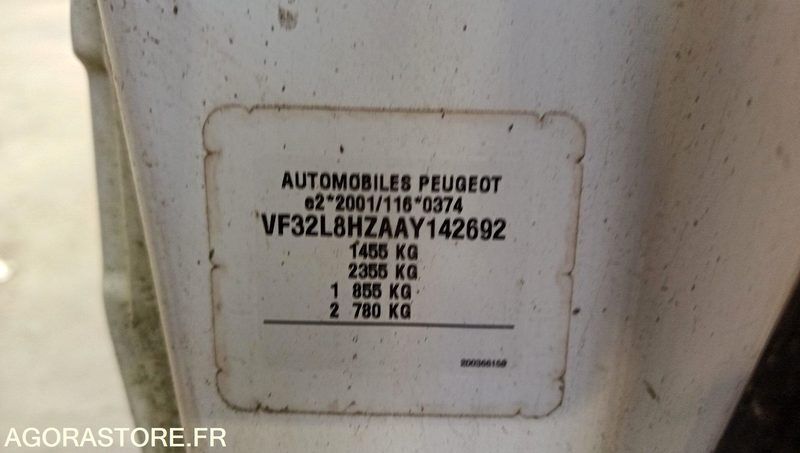 AUTOMOBILES PEUGEOT
e2*2001/116*0374
VF32L8HZAAY142692
1455 KG
2355 KG
1 855 KG
2 780 KG
200366159
AGORASTORE.FR